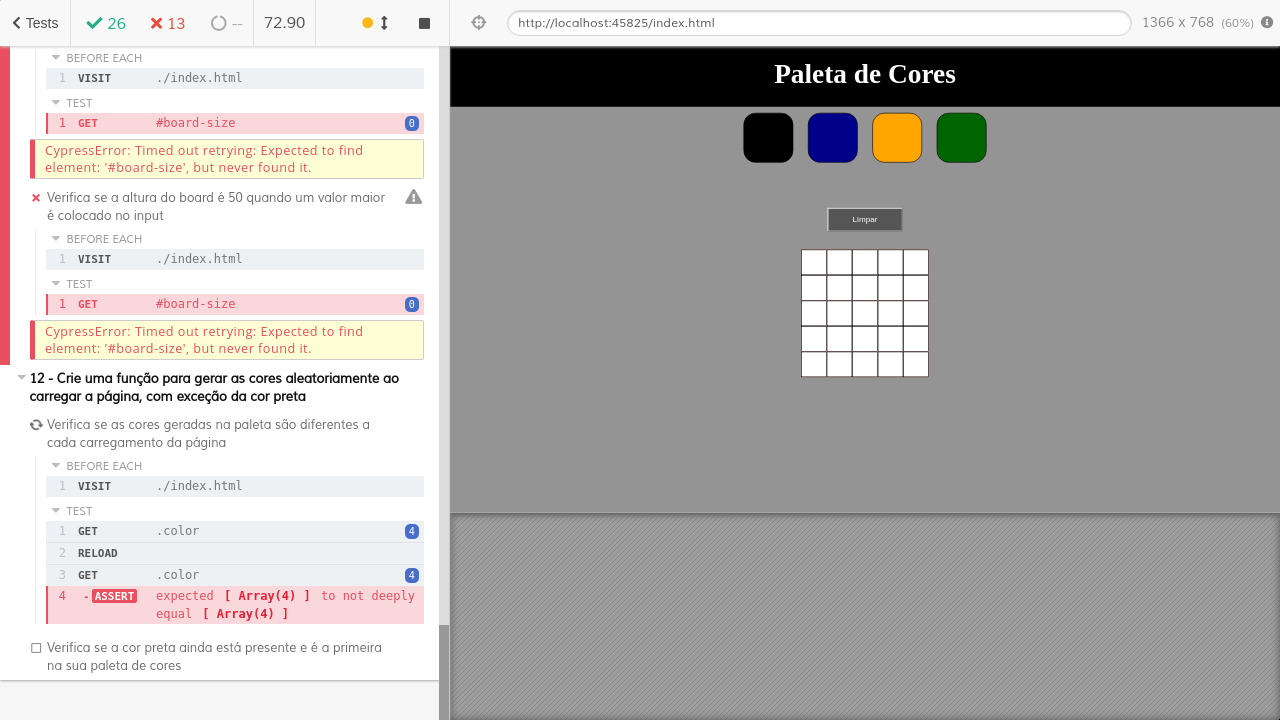 Tests 26 13 -- 72.90
http://localhost:45825/index.html 1366 x 768 (60%)
BEFORE EACH
1 VISIT ./index.html
TEST
1 GET #board-size 0
CypressError: Timed out retrying: Expected to find
element: '#board-size', but never found it.
Verifica se a altura do board é 50 quando um valor maior
é colocado no input
BEFORE EACH
1 VISIT ./index.html
TEST
1 GET #board-size 0
CypressError: Timed out retrying: Expected to find
element: '#board-size', but never found it.
12 - Crie uma função para gerar as cores aleatoriamente ao
carregar a página, com exceção da cor preta
Verifica se as cores geradas na paleta são diferentes a
cada carregamento da página
BEFORE EACH
1 VISIT ./index.html
TEST
1 GET .color 4
2 RELOAD
3 GET .color 4
4 -ASSERT expected [ Array(4) ] to not deeply
equal [ Array(4) ]
Verifica se a cor preta ainda está presente e é a primeira
na sua paleta de cores
Paleta de Cores
Limpar